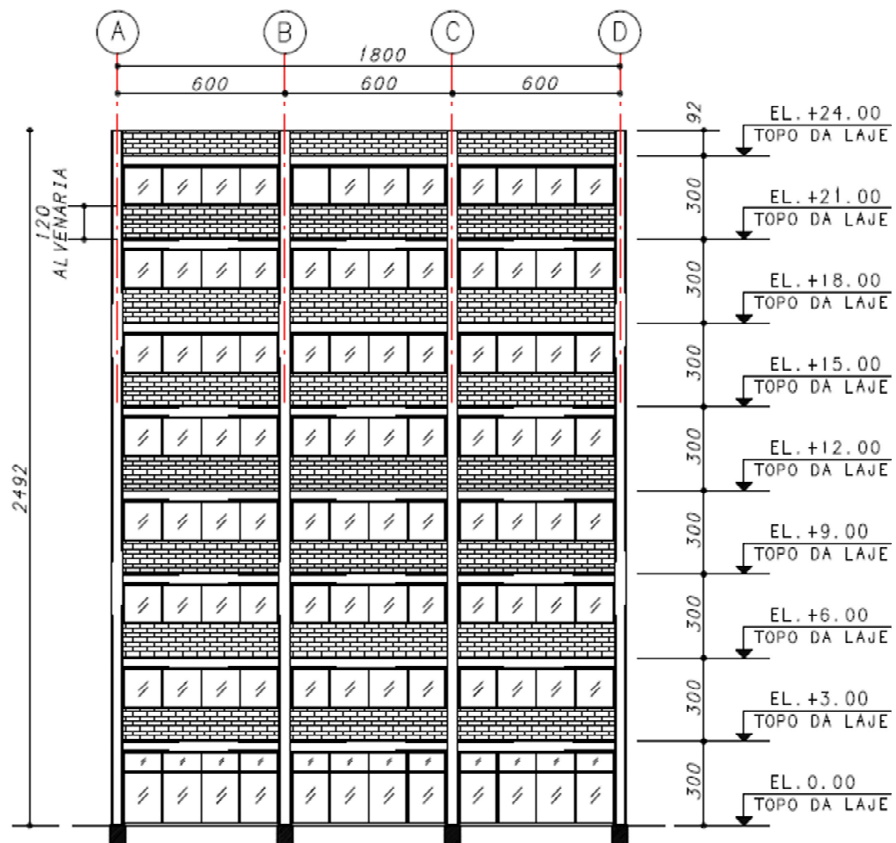 A B C D
1800
600 600 600
92
EL.+24.00
TOPO DA LAJE
300
EL.+21.00
TOPO DA LAJE
120
ALVENARIA
300
EL.+18.00
TOPO DA LAJE
300
EL.+15.00
TOPO DA LAJE
300
EL.+12.00
TOPO DA LAJE
2492
300
EL.+9.00
TOPO DA LAJE
300
EL.+6.00
TOPO DA LAJE
300
EL.+3.00
TOPO DA LAJE
300
EL.0.00
TOPO DA LAJE